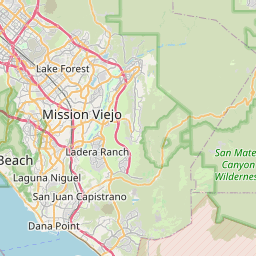 Lake Forest
Mission Viejo
Beach
Ladera Ranch
San Mate
Canyon
Wildernes
Laguna Niguel
San Juan Capistrano
Dana Point